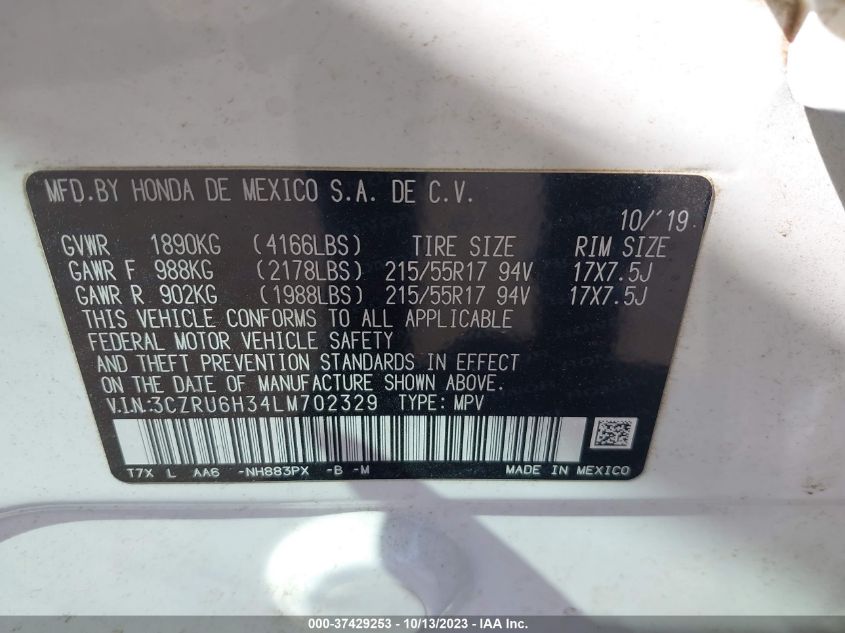 MFD.BY HONDA DE MEXICO S.A. DE C.V.
10/'19
GVWR 1890KG (4166LBS) TIRE SIZE RIM SIZE
GAWR F 988KG (2178LBS) 215/55R17 94V 17X7.5J
GAWR R 902KG (1988LBS) 215/55R17 94V 17X7.5J
THIS VEHICLE CONFORMS TO ALL APPLICABLE
FEDERAL MOTOR VEHICLE SAFETY
AND THEFT PREVENTION STANDARDS IN EFFECT
ON THE DATE OF MANUFACTURE SHOWN ABOVE.
V.I.N.:3CZRU6H34LM702329 TYPE: MPV
T7X L AA6 -NH883PX -B -M MADE IN MEXICO
000-37429253 - 10/13/2023 - IAA Inc.